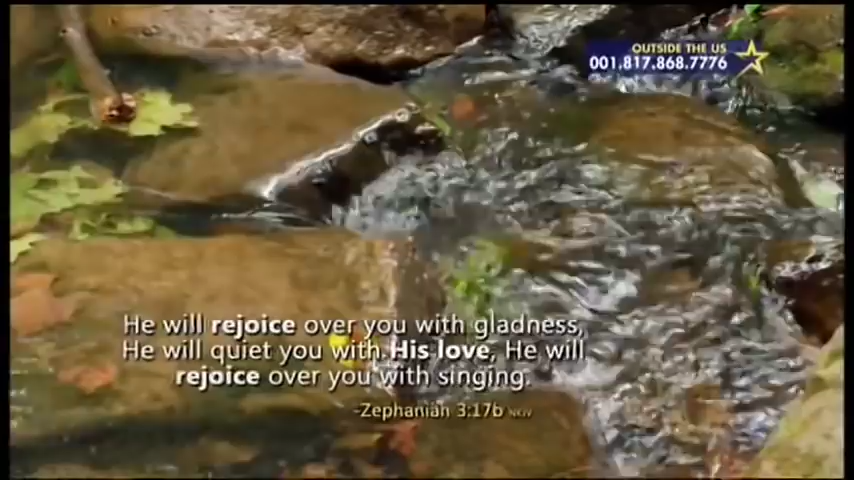 OUTSIDE THE US
001.817.868.7776
He will rejoice over you with gladness,
He will quiet you with His love, He will
rejoice over you with singing.
-Zephaniah 3:17b NKJV